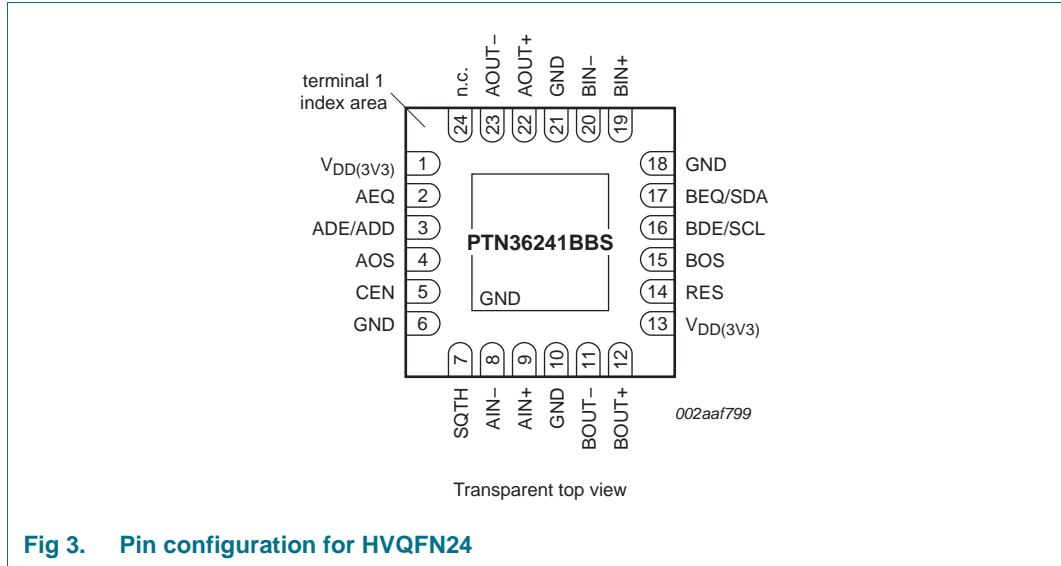 n.c.
AOUT−
AOUT+
GND
BIN−
BIN+
terminal 1
index area
24
23
22
21
20
19
VDD(3V3) 1
AEQ 2
ADE/ADD 3
AOS 4
CEN 5
GND 6
18 GND
17 BEQ/SDA
16 BDE/SCL
15 BOS
14 RES
13 VDD(3V3)
PTN36241BBS
GND
7
8
9
10
11
12
SQTH
AIN−
AIN+
GND
BOUT−
BOUT+
002aaf799
Transparent top view
Fig 3. Pin configuration for HVQFN24